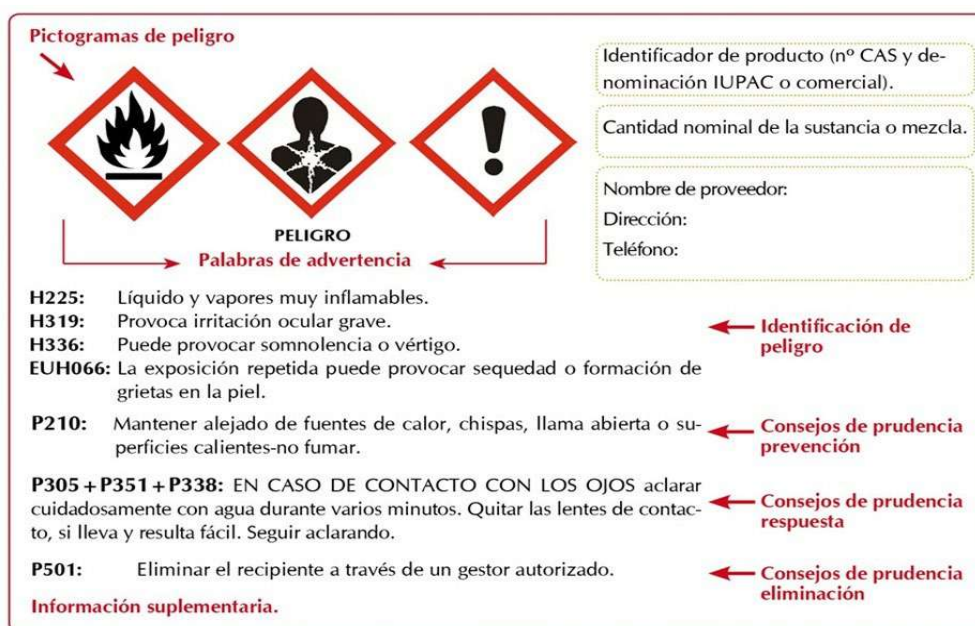 Pictogramas de peligro
Identificador de producto (nº CAS y de-
nominación IUPAC o comercial).
Cantidad nominal de la sustancia o mezcla.
Nombre de proveedor:
Dirección:
Teléfono:
PELIGRO
Palabras de advertencia
H225: Líquido y vapores muy inflamables.
H319: Provoca irritación ocular grave.
H336: Puede provocar somnolencia o vértigo.
EUH066: La exposición repetida puede provocar sequedad o formación de
grietas en la piel.
Identificación de
peligro
P210: Mantener alejado de fuentes de calor, chispas, llama abierta o su-
perficies calientes-no fumar.
Consejos de prudencia
prevención
P305 + P351 + P338: EN CASO DE CONTACTO CON LOS OJOS aclarar
cuidadosamente con agua durante varios minutos. Quitar las lentes de contac-
to, si lleva y resulta fácil. Seguir aclarando.
Consejos de prudencia
respuesta
P501: Eliminar el recipiente a través de un gestor autorizado.
Consejos de prudencia
eliminación
Información suplementaria.